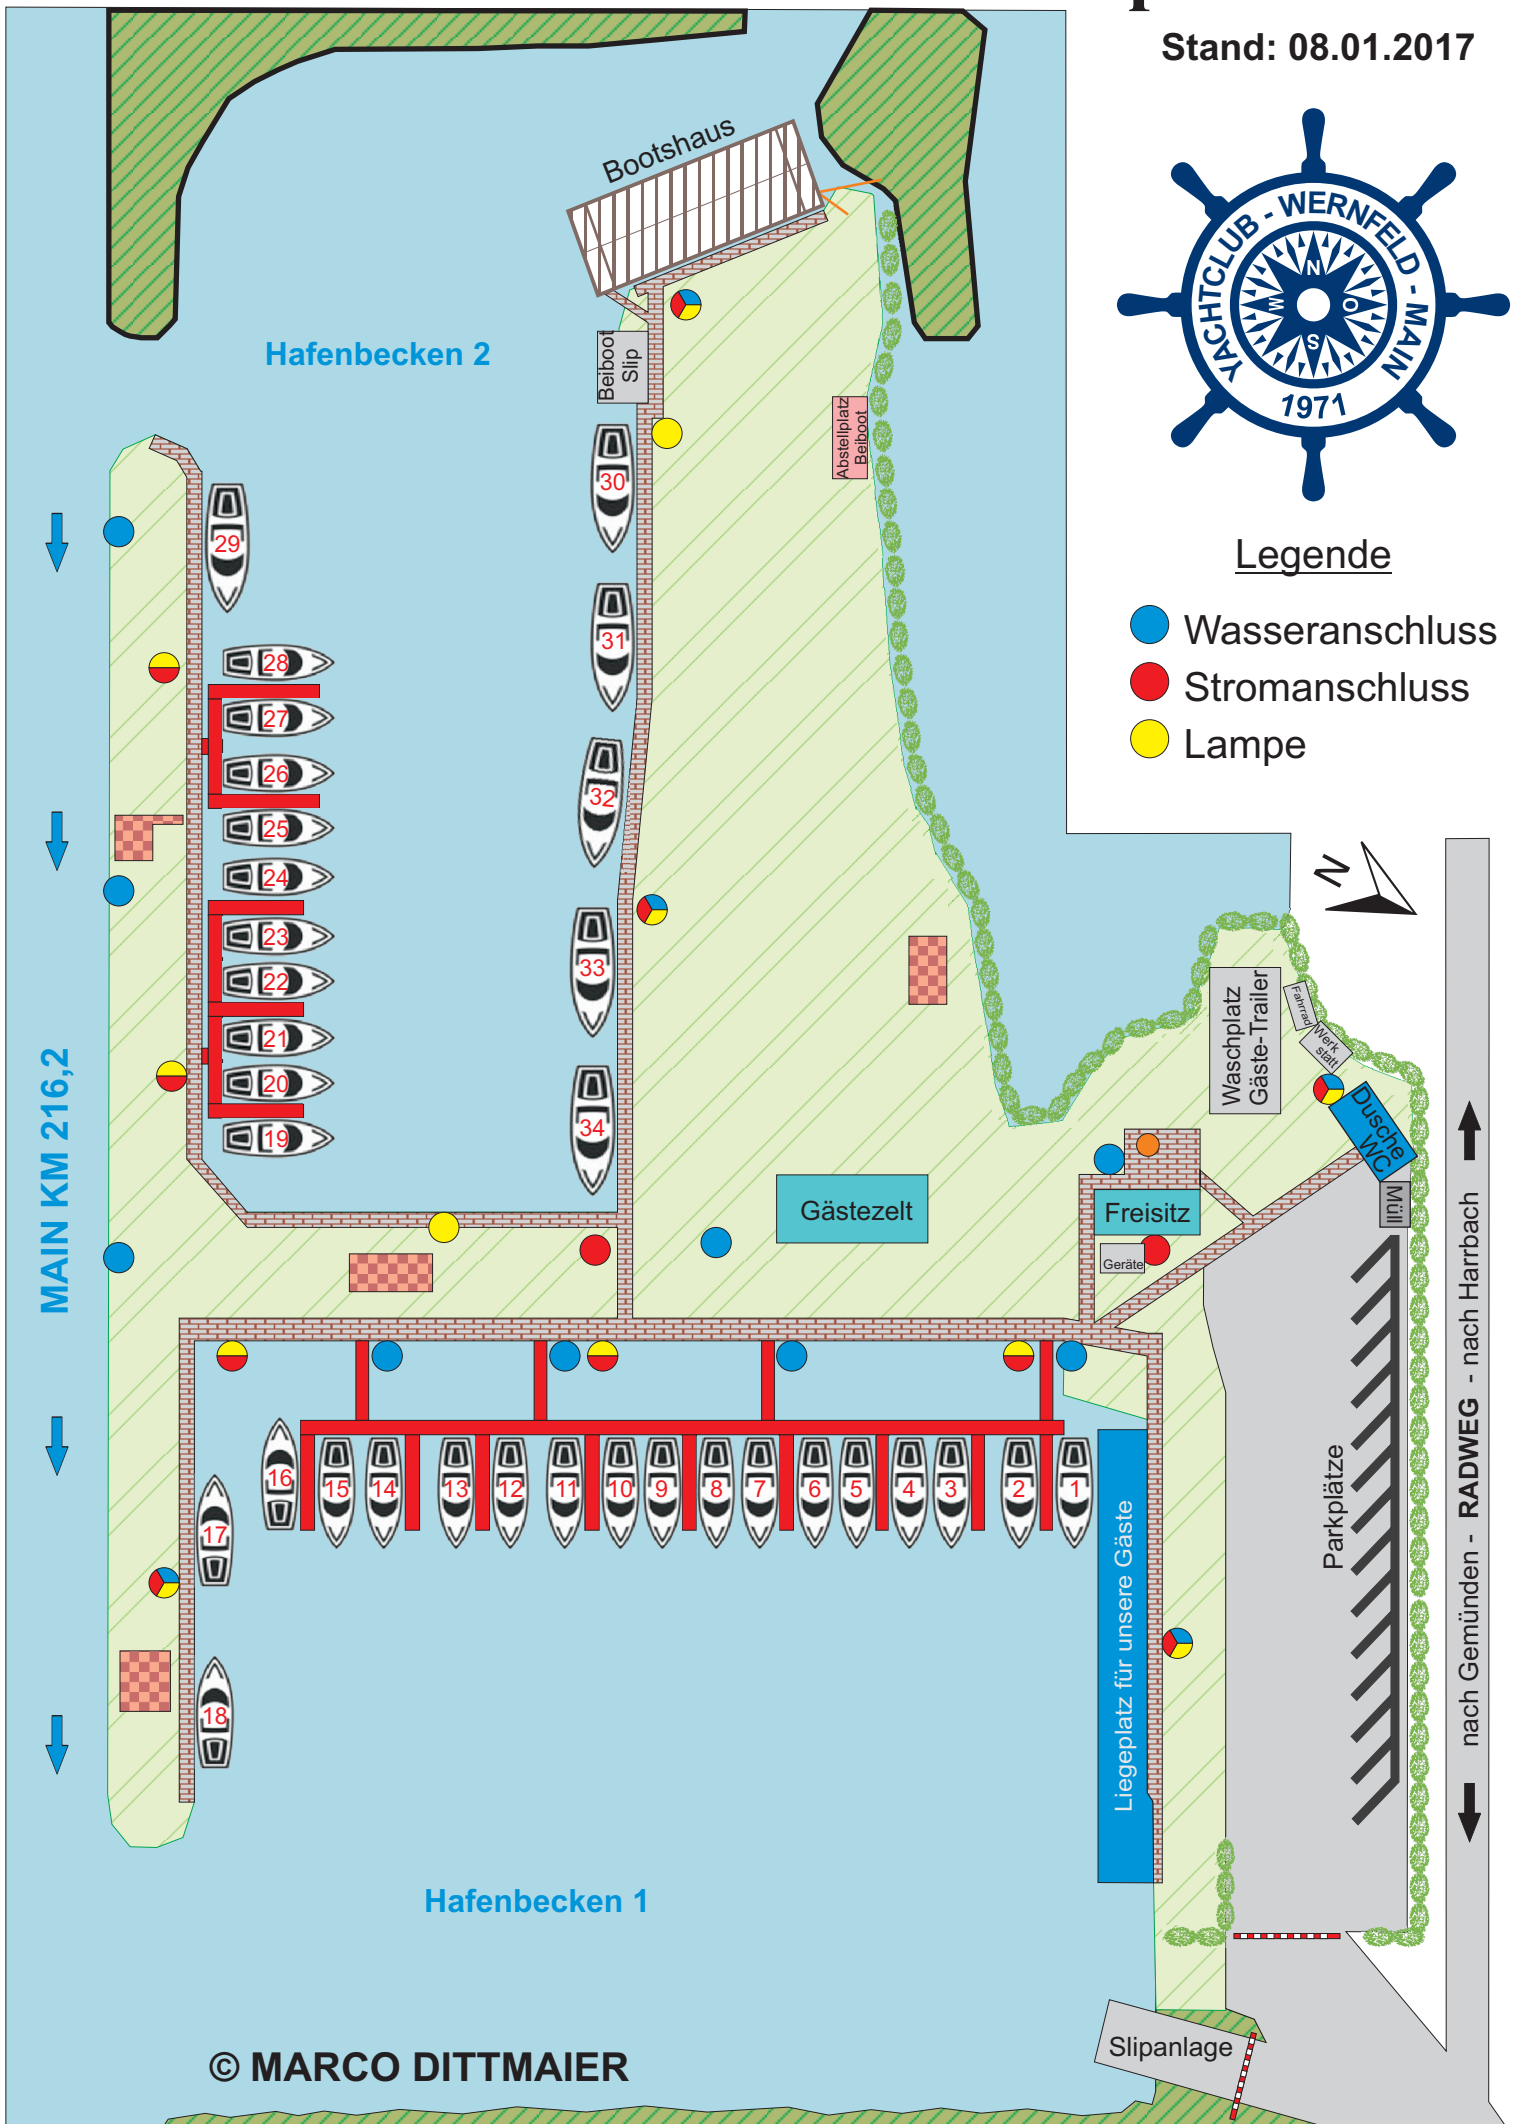 Stand: 08.01.2017
YACHTCLUB - WERNFELD - MAIN
1971
N
O
S
W
Legende
Wasseranschluss
Stromanschluss
Lampe
Bootshaus
Hafenbecken 2
Beiboot
Slip
Abstellplatz
Beiboot
30
29
31
28
27
26
32
25
24
23
33
22
21
20
34
19
N
MAIN KM 216,2
Waschplatz
Gäste-Trailer
Fahrrad
Werk
statt
Dusche
WC
Müll
Gästezelt
Freisitz
Geräte
nach Gemünden - RADWEG - nach Harrbach
Parkplätze
16
15
14
13
12
11
10
9
8
7
6
5
4
3
2
1
17
18
Liegeplatz für unsere Gäste
Hafenbecken 1
Slipanlage
© MARCO DITTMAIER